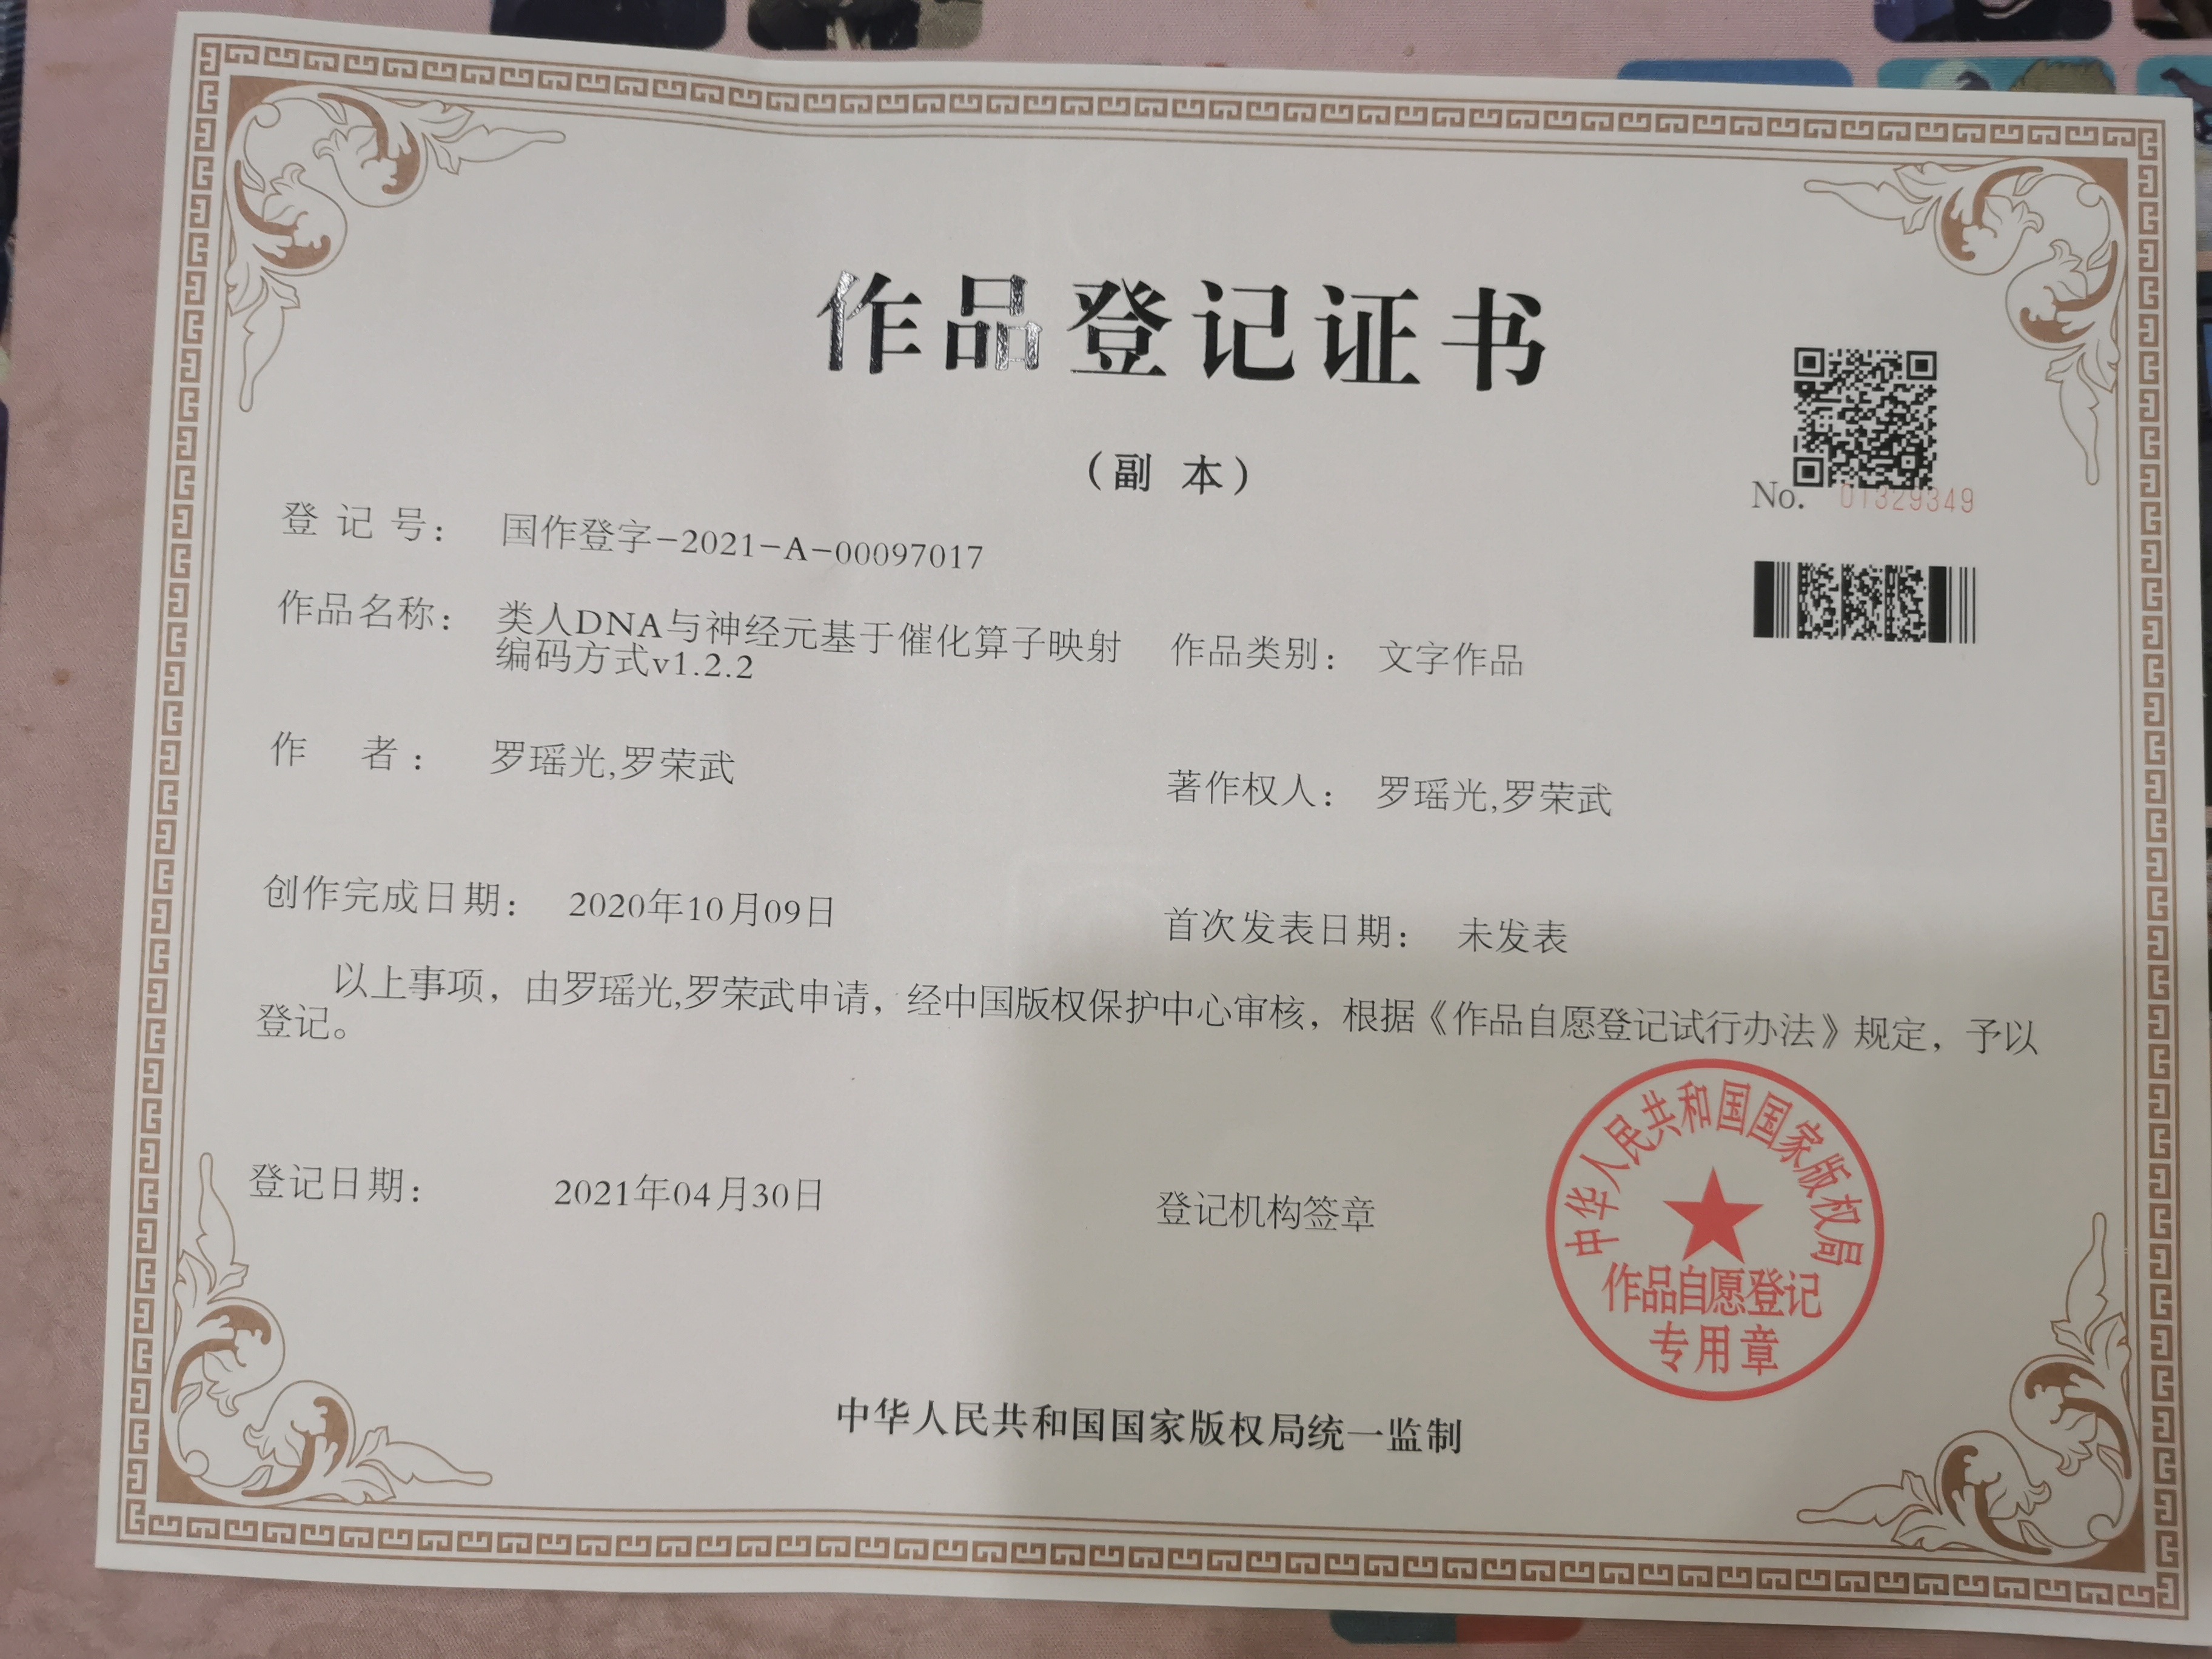 作品登记证书
（副 本）
No. 01329349
登 记 号： 国作登字-2021-A-00097017
作品名称： 类人DNA与神经元基于催化算子映射
编码方式v1.2.2
作品类别： 文字作品
作 者： 罗瑶光,罗荣武
著作权人： 罗瑶光,罗荣武
创作完成日期： 2020年10月09日
首次发表日期： 未发表
以上事项，由罗瑶光,罗荣武申请，经中国版权保护中心审核，根据《作品自愿登记试行办法》规定，予以
登记。
登记日期： 2021年04月30日
登记机构签章
中华人民共和国国家版权局
作品自愿登记
专用章
中华人民共和国国家版权局统一监制